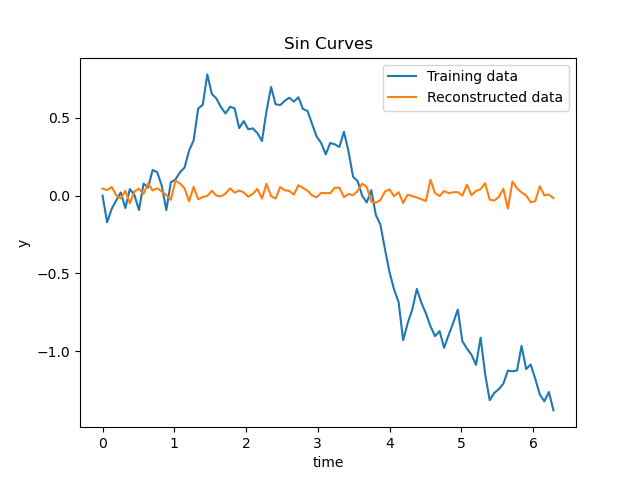 Sin Curves
Training data
Reconstructed data
0.5
0.0
−0.5
−1.0
y
0 1 2 3 4 5 6
time